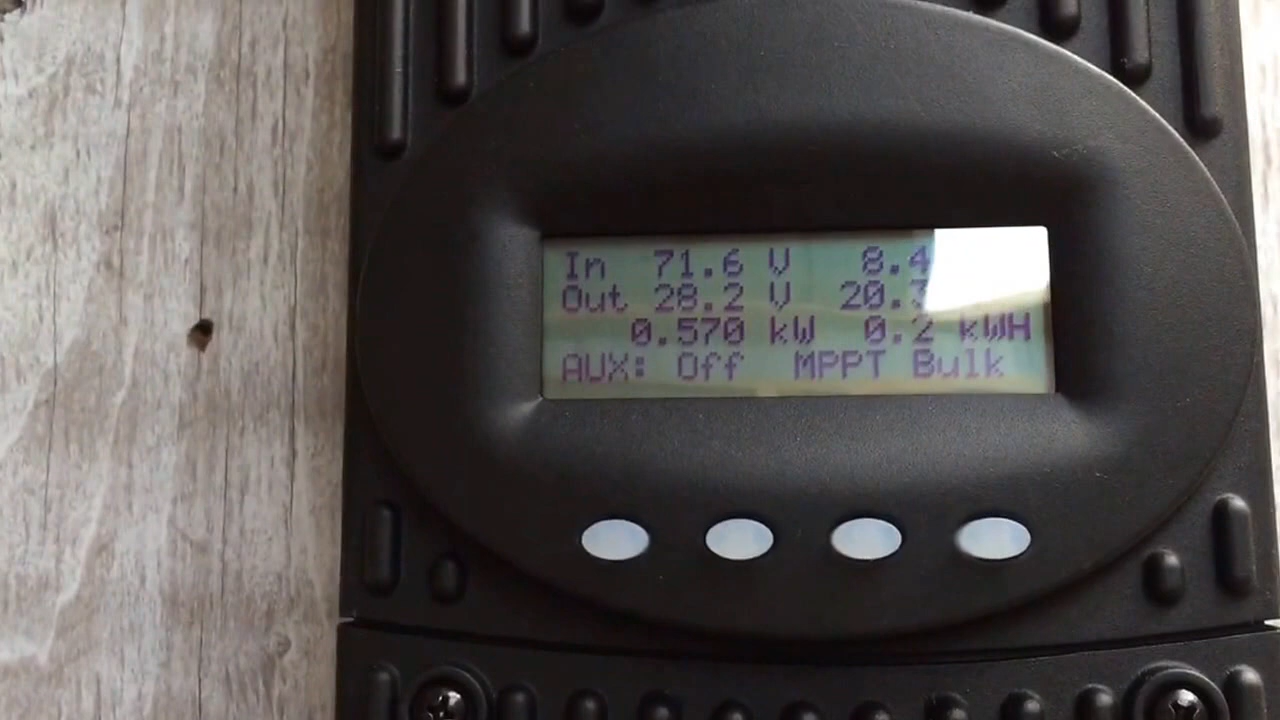 In 71.6 V 8.4
Out 28.2 V 20.
0.570 kW 0.2 kWH
AUX: Off MPPT Bulk